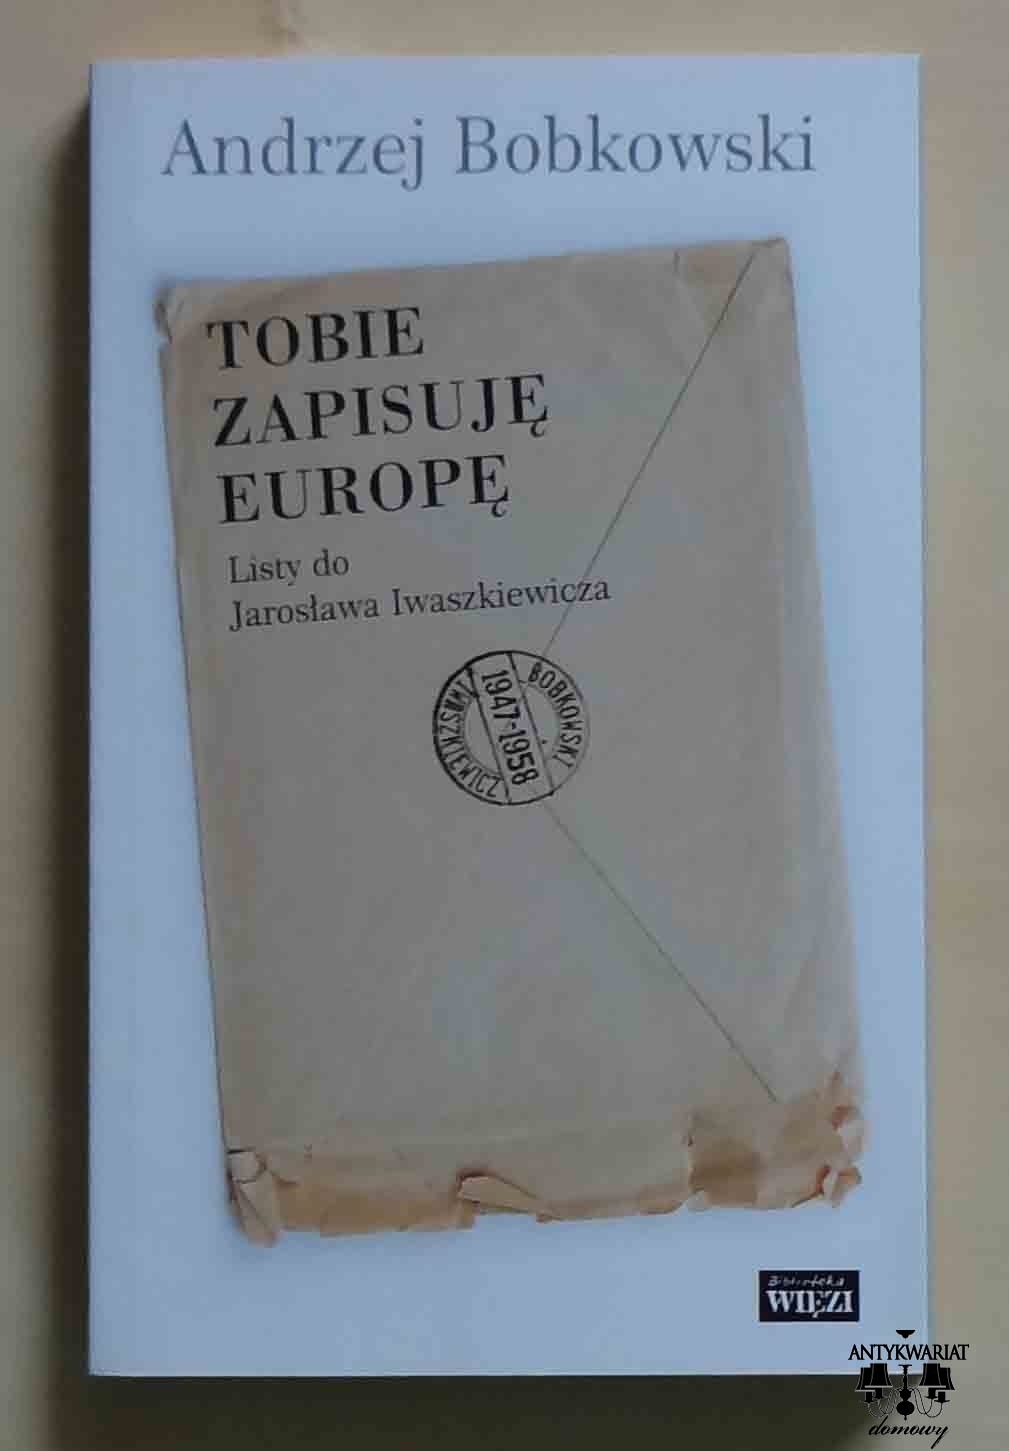 Andrzej Bobkowski
TOBIE
ZAPISUJĘ
EUROPĘ
Listy do
Jarosława Iwaszkiewicza
BOBKOWSKI
1947-1958
IWASZKIEWICZ
Biblioteka
WIĘZI
ANTYKWARIAT
domowy